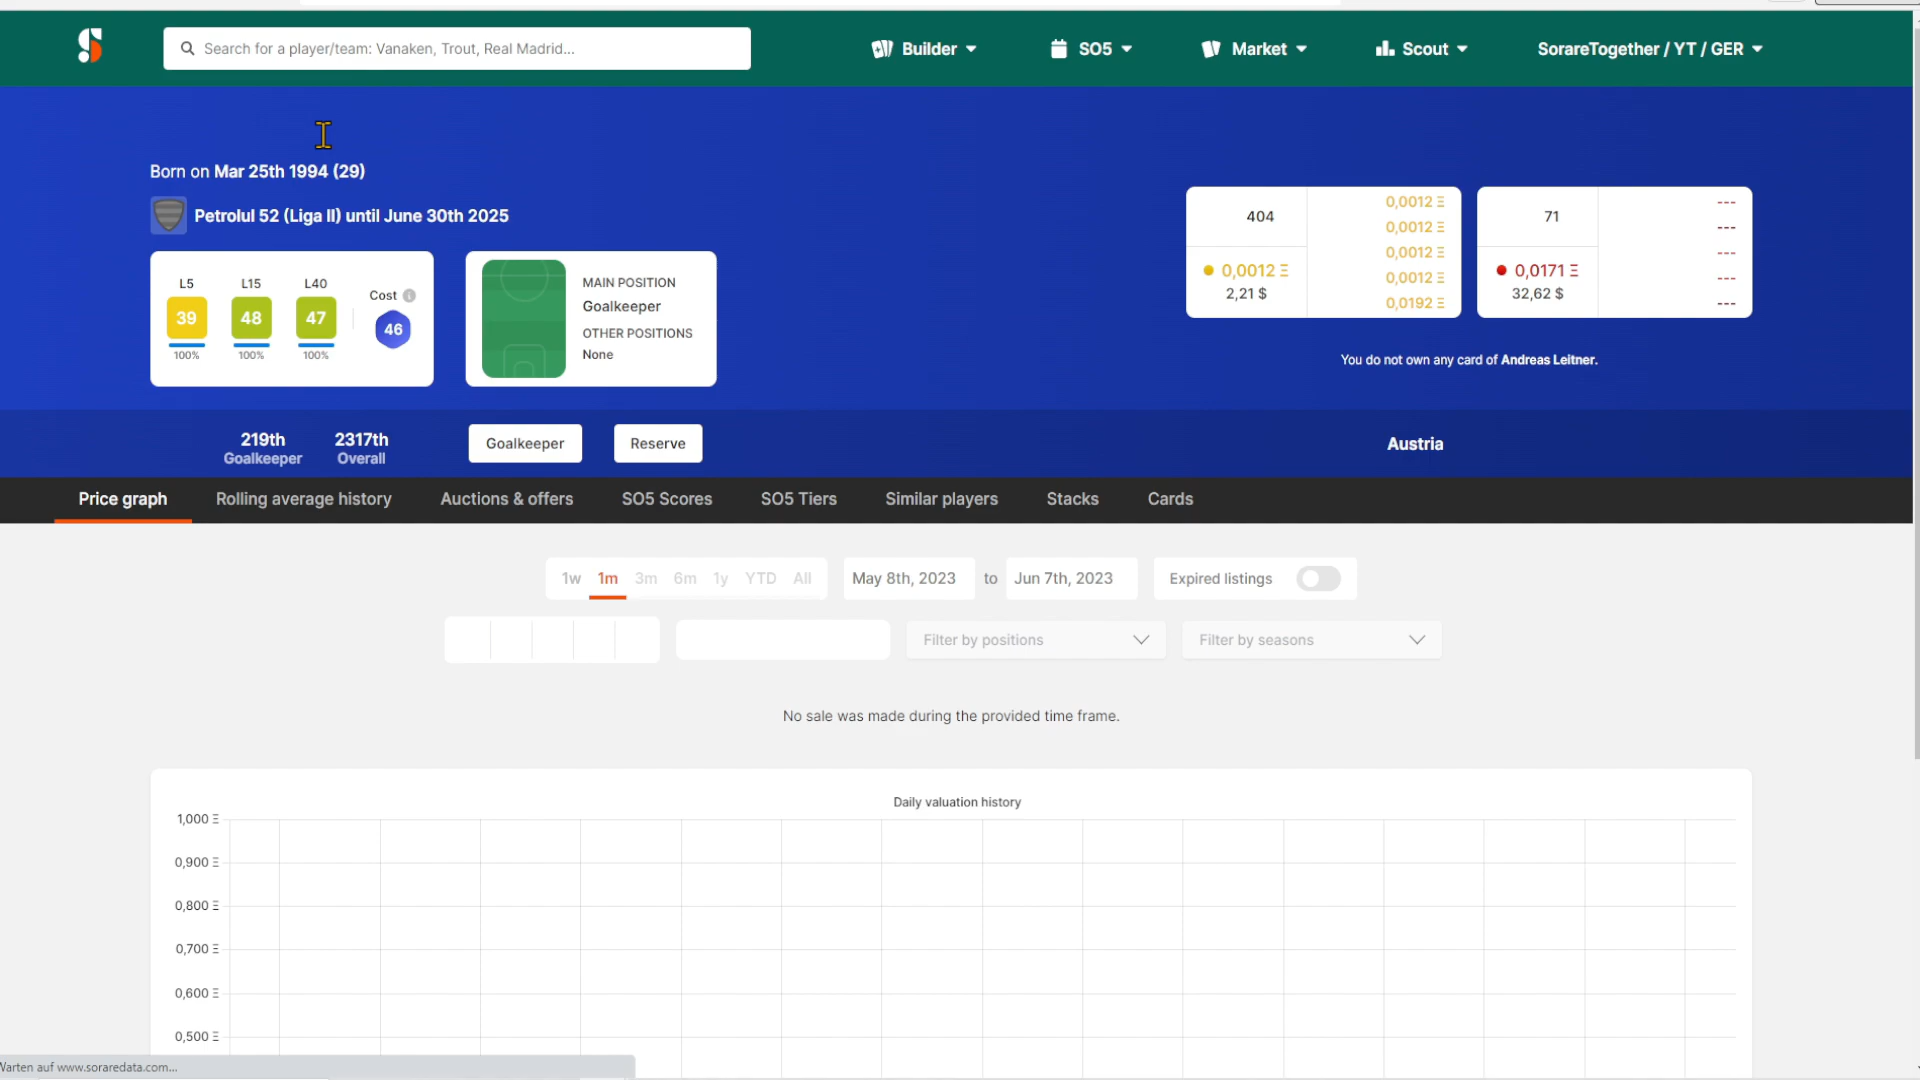 Search for a player/team: Vanaken, Trout, Real Madrid...
Builder
SO5
Market
Scout
SorareTogether / YT / GER
Born on Mar 25th 1994 (29)
Petrolul 52 (Liga II) until June 30th 2025
L5
L15
L40
Cost
39
48
47
46
100%
100%
100%
MAIN POSITION
Goalkeeper
OTHER POSITIONS
None
404
0,0012 Ξ
2,21 $
0,0012 Ξ
0,0012 Ξ
0,0012 Ξ
0,0012 Ξ
0,0192 Ξ
71
0,0171 Ξ
32,62 $
---
---
---
---
---
You do not own any card of Andreas Leitner.
219th
Goalkeeper
2317th
Overall
Goalkeeper
Reserve
Austria
Price graph
Rolling average history
Auctions & offers
SO5 Scores
SO5 Tiers
Similar players
Stacks
Cards
1w
1m
3m
6m
1y
YTD
All
May 8th, 2023
to
Jun 7th, 2023
Expired listings
Filter by positions
Filter by seasons
No sale was made during the provided time frame.
Daily valuation history
1,000 Ξ
0,900 Ξ
0,800 Ξ
0,700 Ξ
0,600 Ξ
0,500 Ξ
Warten auf www.soraredata.com...